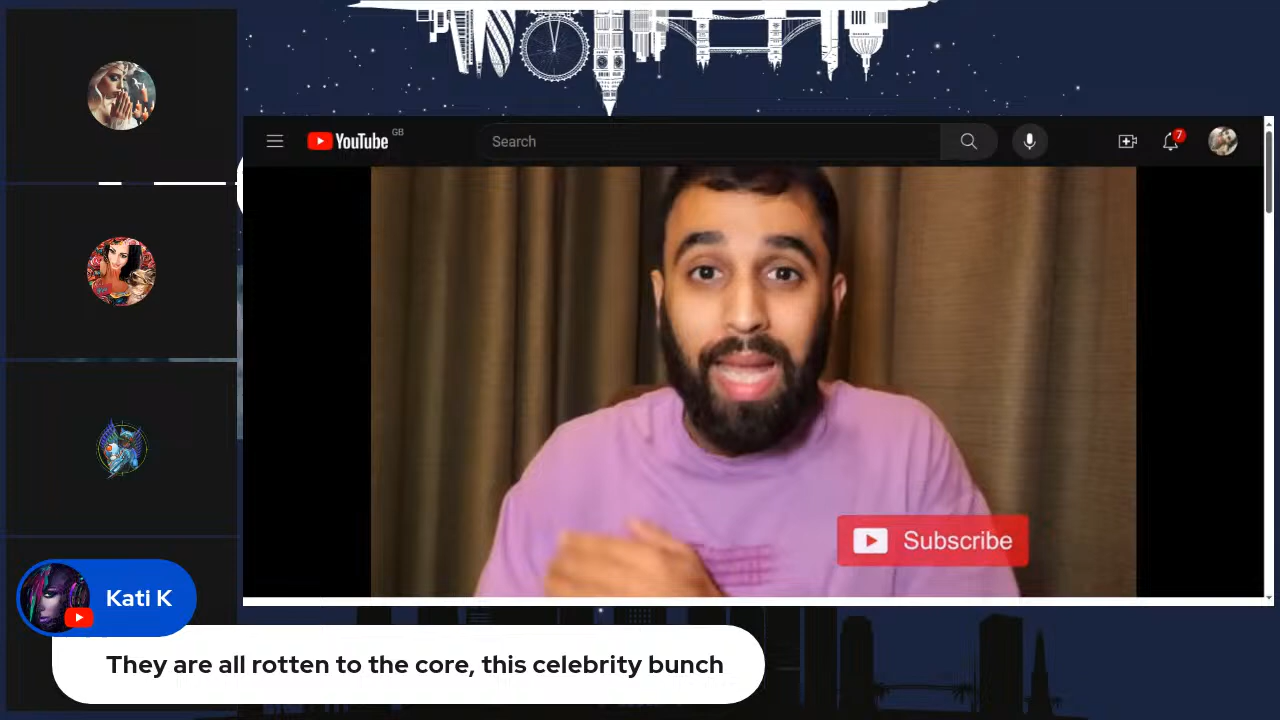 YouTube GB
Search
7
Subscribe
Kati K
They are all rotten to the core, this celebrity bunch